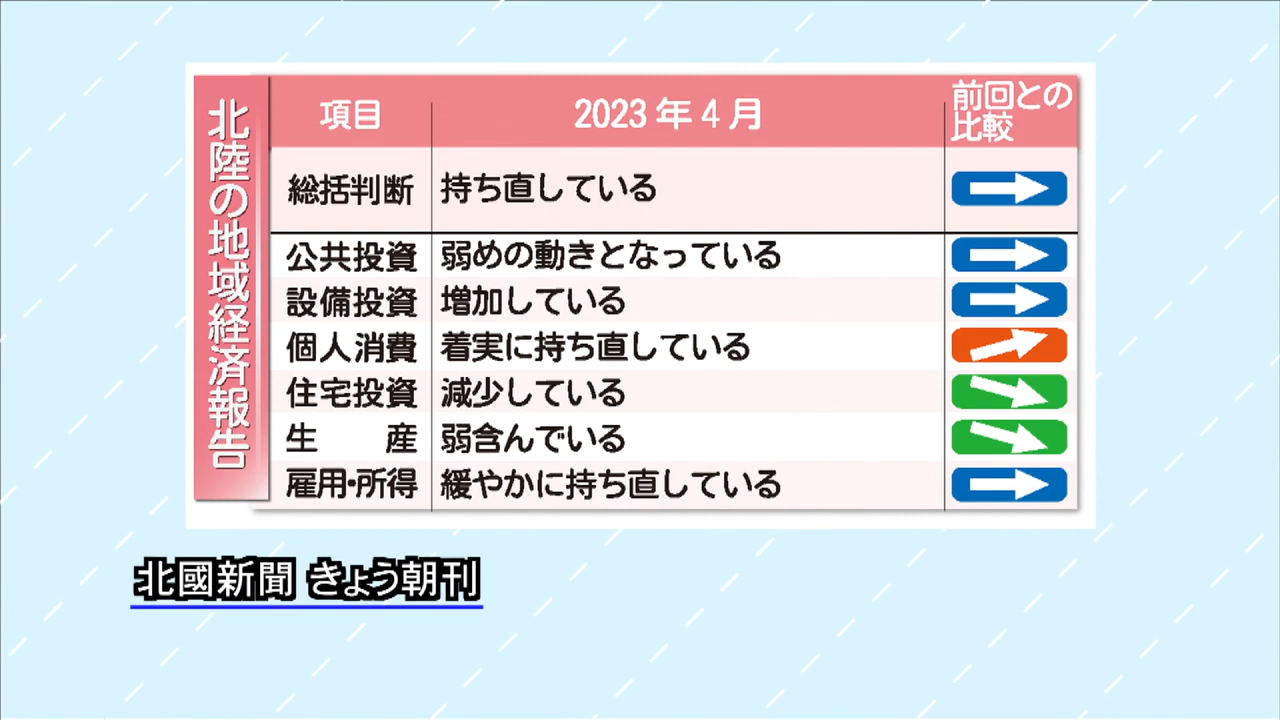 北陸の地域経済報告
項目 2023年4月 前回との
比較
総括判断 持ち直している
公共投資 弱めの動きとなっている
設備投資 増加している
個人消費 着実に持ち直している
住宅投資 減少している
生　産 弱含んでいる
雇用・所得 緩やかに持ち直している
北國新聞 きょう朝刊